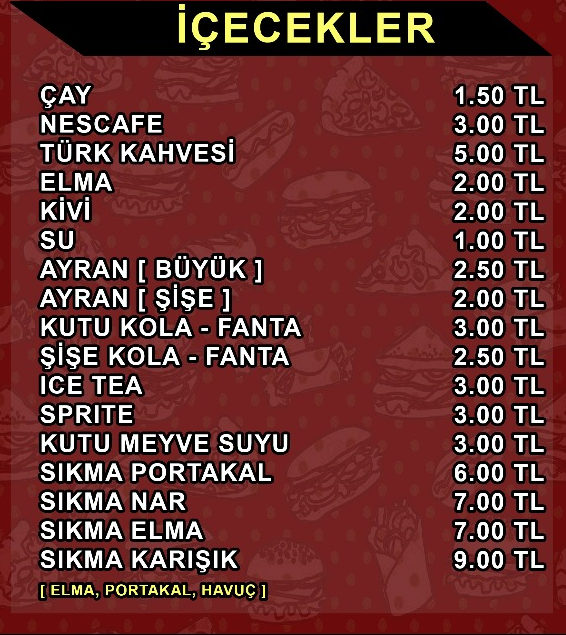 İÇECEKLER
ÇAY 1.50 TL
NESCAFE 3.00 TL
TÜRK KAHVESİ 5.00 TL
ELMA 2.00 TL
KİVİ 2.00 TL
SU 1.00 TL
AYRAN [ BÜYÜK ] 2.50 TL
AYRAN [ ŞİŞE ] 2.00 TL
KUTU KOLA - FANTA 3.00 TL
ŞİŞE KOLA - FANTA 2.50 TL
ICE TEA 3.00 TL
SPRITE 3.00 TL
KUTU MEYVE SUYU 3.00 TL
SIKMA PORTAKAL 6.00 TL
SIKMA NAR 7.00 TL
SIKMA ELMA 7.00 TL
SIKMA KARIŞIK 9.00 TL
[ ELMA, PORTAKAL, HAVUÇ ]